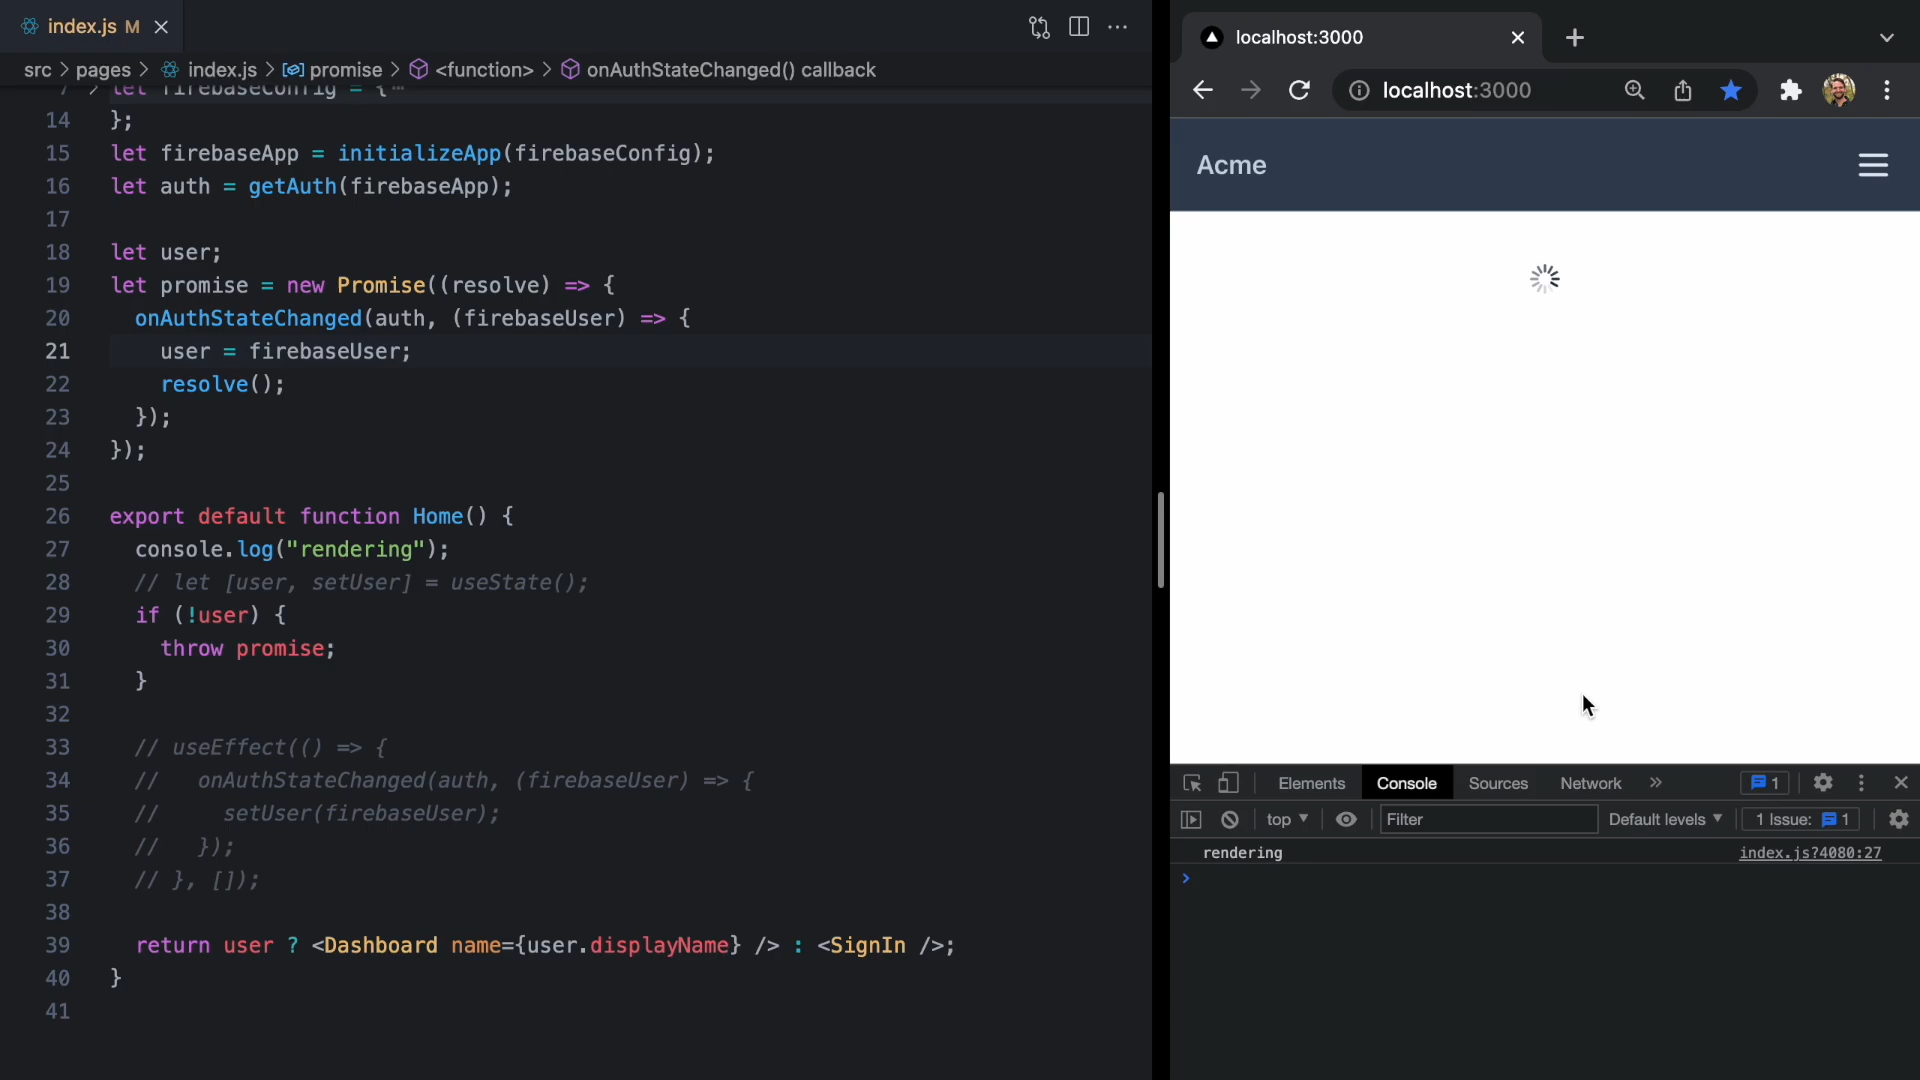 index.js M
src > pages > index.js > promise > <function> > onAuthStateChanged() callback
7 > let firebaseConfig = {…
14 };
15 let firebaseApp = initializeApp(firebaseConfig);
16 let auth = getAuth(firebaseApp);
17
18 let user;
19 let promise = new Promise((resolve) => {
20 onAuthStateChanged(auth, (firebaseUser) => {
21 user = firebaseUser;
22 resolve();
23 });
24 });
25
26 export default function Home() {
27 console.log("rendering");
28 // let [user, setUser] = useState();
29 if (!user) {
30 throw promise;
31 }
32
33 // useEffect(() => {
34 // onAuthStateChanged(auth, (firebaseUser) => {
35 // setUser(firebaseUser);
36 // });
37 // }, []);
38
39 return user ? <Dashboard name={user.displayName} /> : <SignIn />;
40 }
41
localhost:3000
localhost:3000
Acme
Elements Console Sources Network » 1
top Filter Default levels 1 Issue: 1
rendering index.js?4080:27